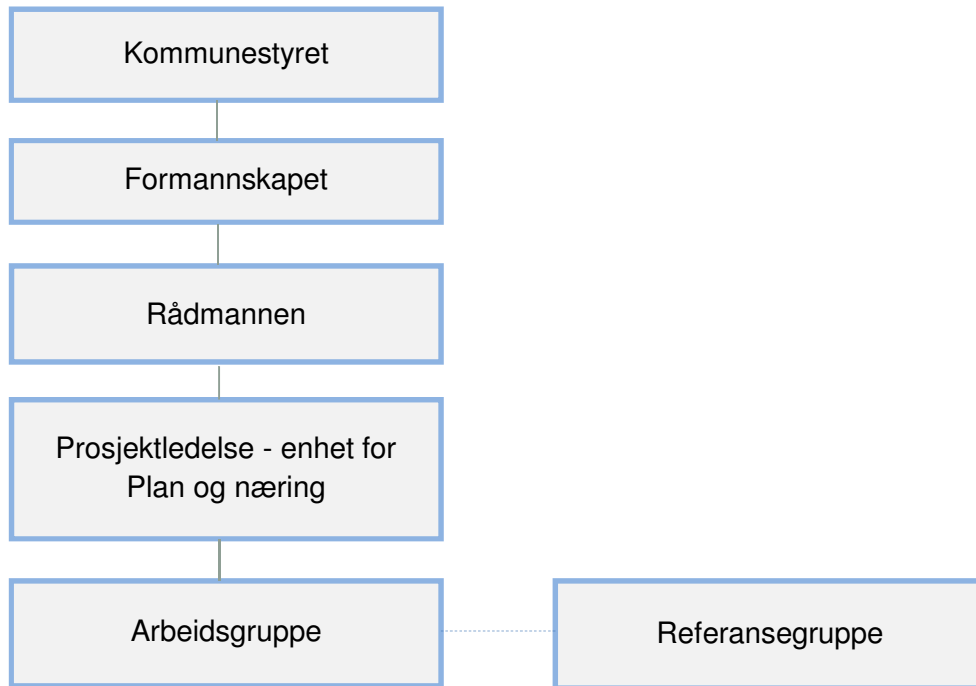 Kommunestyret
Formannskapet
Rådmannen
Prosjektledelse - enhet for
Plan og næring
Arbeidsgruppe
Referansegruppe